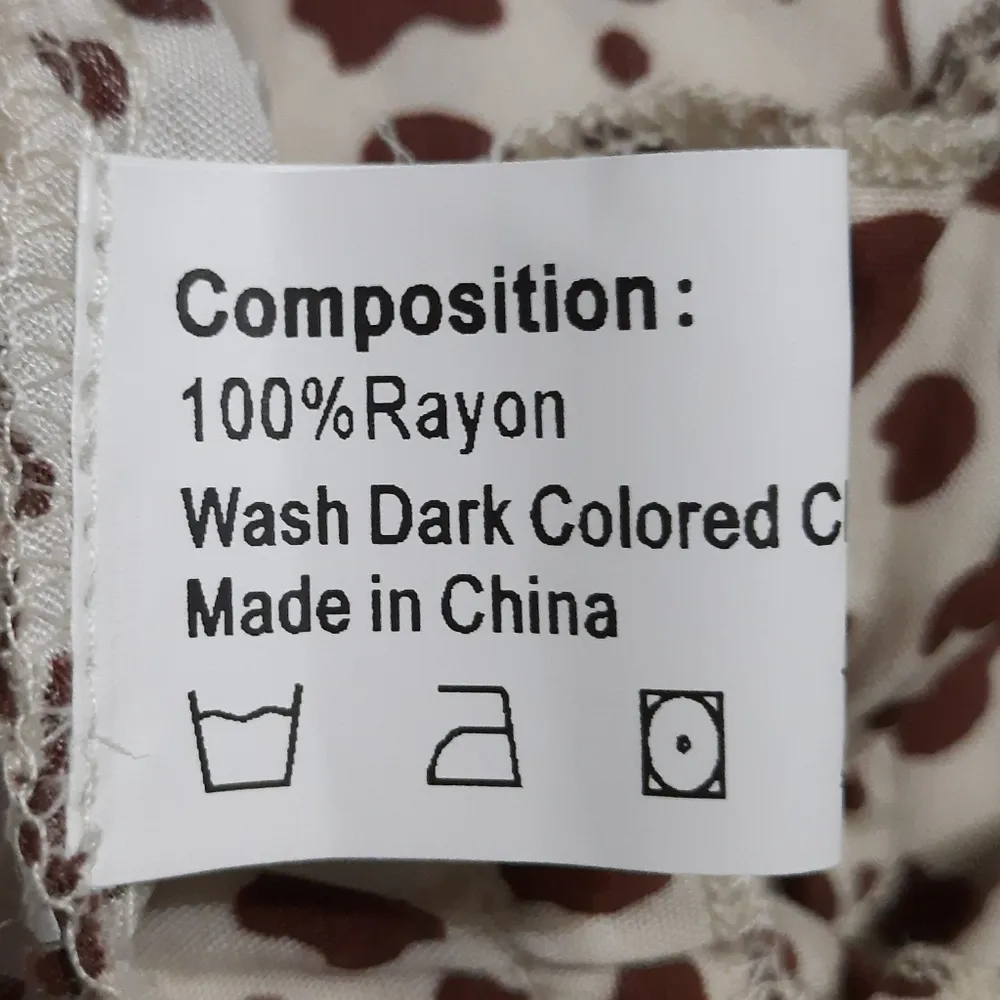 Composition :
100%Rayon
Wash Dark Colored
Made in China